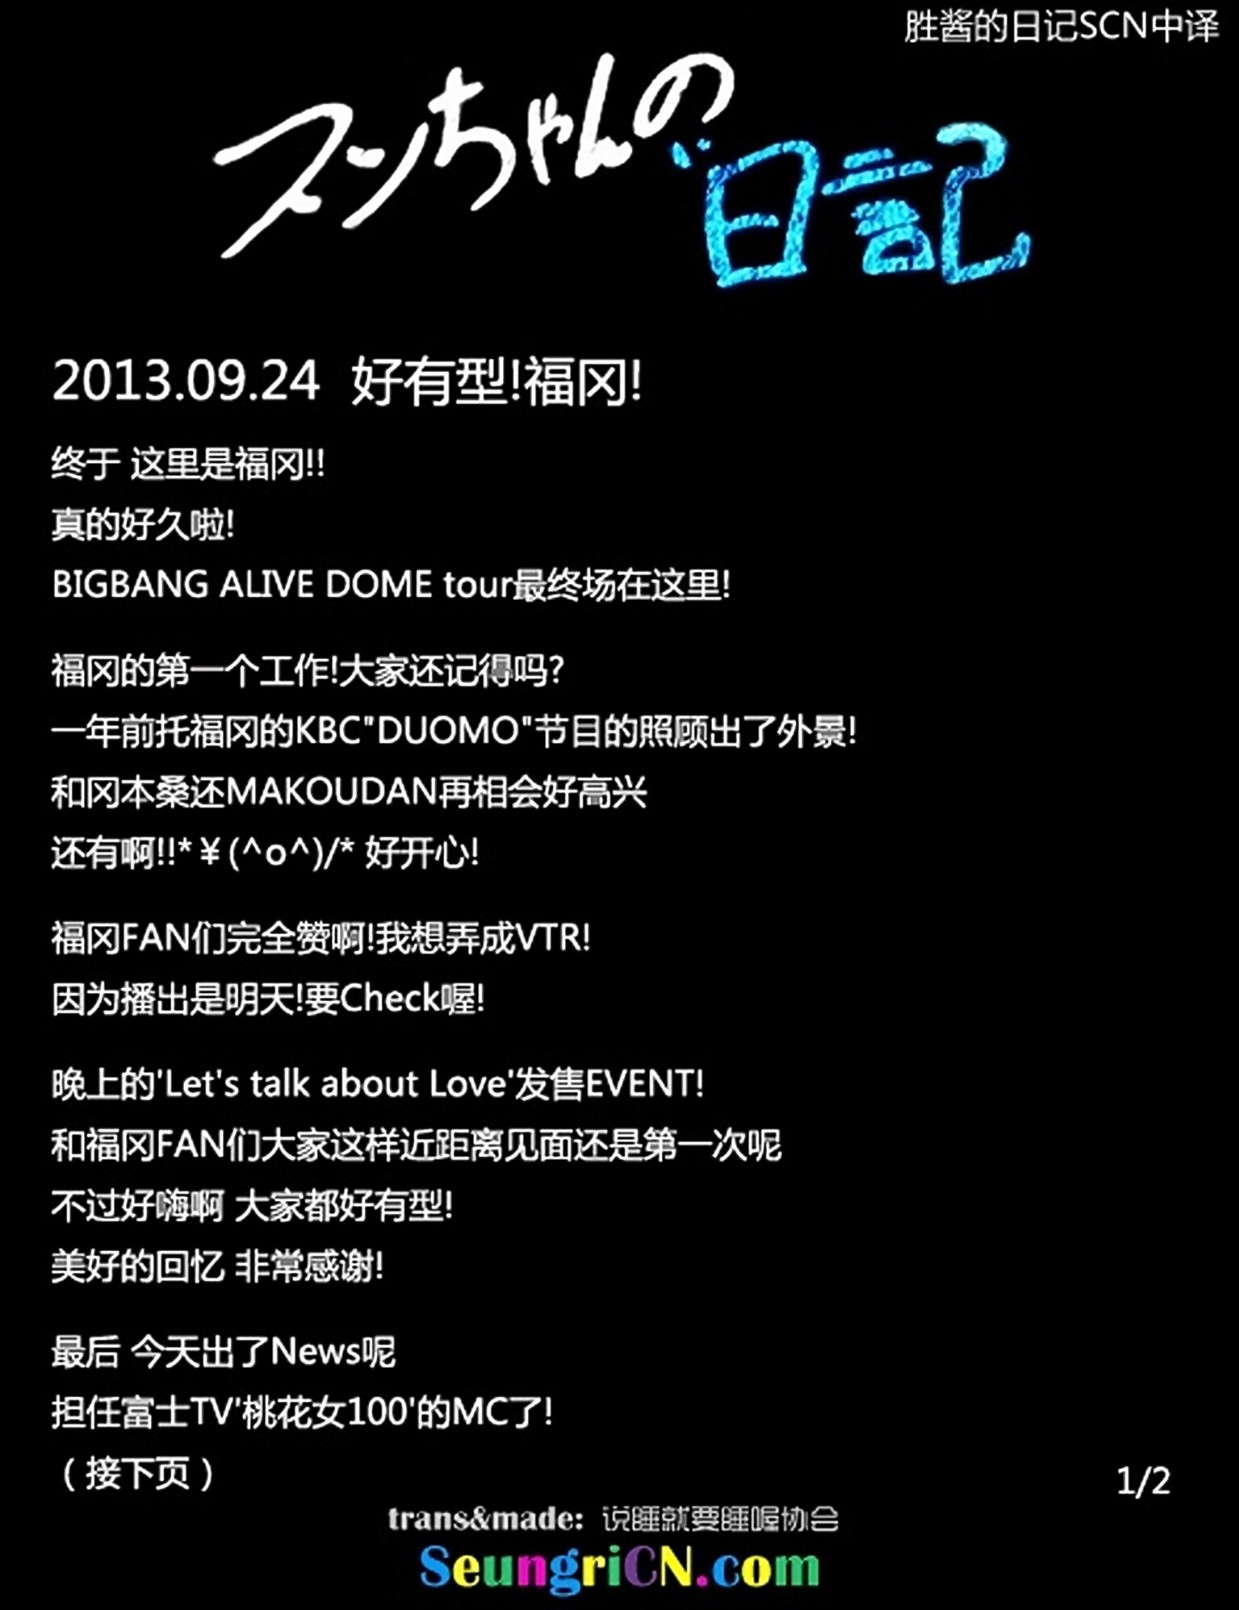 胜酱的日记SCN中译
スンちゃんの
日記
2013.09.24 好有型!福冈!
终于 这里是福冈!!
真的好久啦!
BIGBANG ALIVE DOME tour最终场在这里!
福冈的第一个工作!大家还记得吗?
一年前托福冈的KBC"DUOMO"节目的照顾出了外景!
和冈本桑还MAKOUDAN再相会好高兴
还有啊!!*￥(^o^)/* 好开心!
福冈FAN们完全赞啊!我想弄成VTR!
因为播出是明天!要Check喔!
晚上的'Let's talk about Love'发售EVENT!
和福冈FAN们大家这样近距离见面还是第一次呢
不过好嗨啊 大家都好有型!
美好的回忆 非常感谢!
最后 今天出了News呢
担任富士TV'桃花女100'的MC了!
（接下页）
1/2
trans&made: 说睡就要睡喔协会
SeungriCN.com